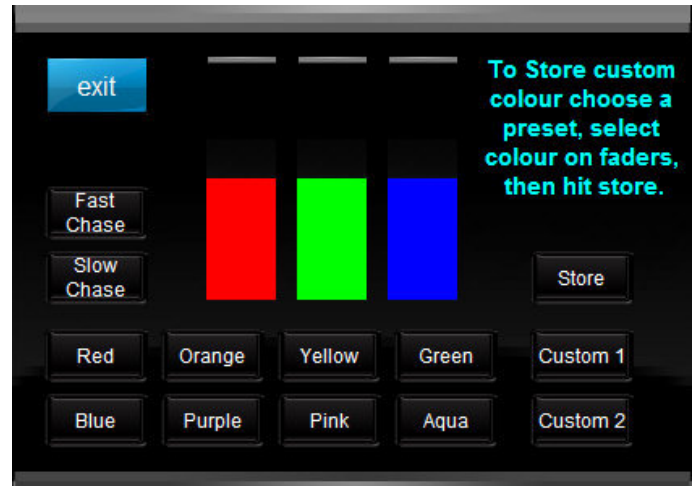 exit
To Store custom
colour choose a
preset, select
colour on faders,
then hit store.
Fast
Chase
Slow
Chase
Store
Red
Orange
Yellow
Green
Custom 1
Blue
Purple
Pink
Aqua
Custom 2